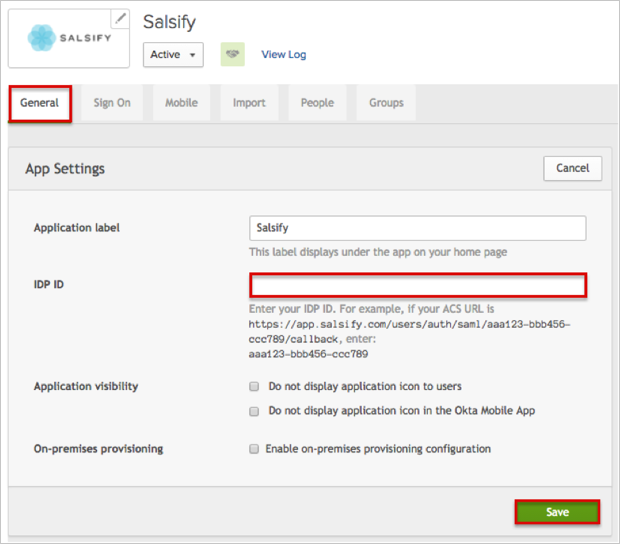 SALSIFY
Salsify
Active
View Log
General
Sign On
Mobile
Import
People
Groups
App Settings
Cancel
Application label
Salsify
This label displays under the app on your home page
IDP ID
Enter your IDP ID. For example, if your ACS URL is
https://app.salsify.com/users/auth/saml/aaa123-bbb456-
ccc789/callback, enter:
aaa123-bbb456-ccc789
Application visibility
Do not display application icon to users
Do not display application icon in the Okta Mobile App
On-premises provisioning
Enable on-premises provisioning configuration
Save